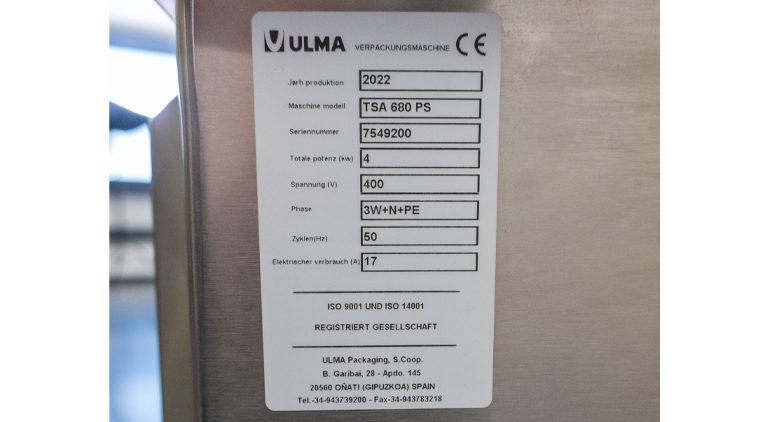 ULMA VERPACKUNGSMASCHINE CE
Jarh produktion 2022
Maschine modell TSA 680 PS
Seriennummer 7549200
Totale potenz (kw) 4
Spannung (V) 400
Phase 3W+N+PE
Zyklen(Hz) 50
Elektrischer verbrauch (A) 17
ISO 9001 UND ISO 14001
REGISTRIERT GESELLSCHAFT
ULMA Packaging, S.Coop.
B. Garibai, 28 - Apdo. 145
20560 OÑATI (GIPUZKOA) SPAIN
Tel.-34-943739200 - Fax-34-943783218